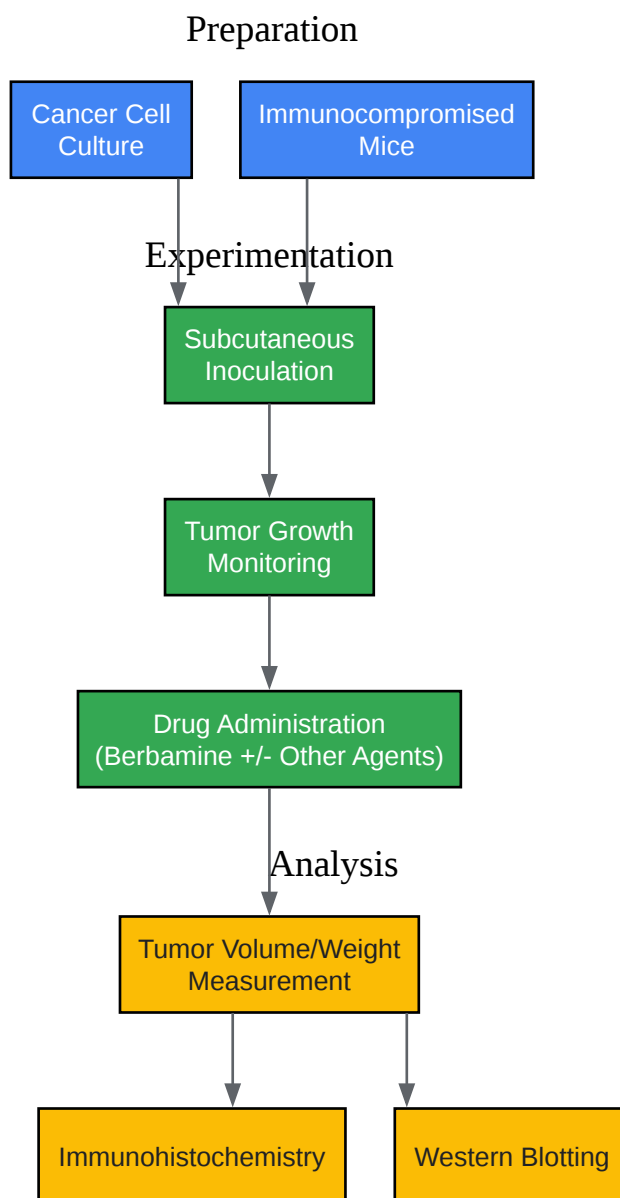 Preparation
Cancer Cell
Culture
Immunocompromised
Mice
Experimentation
Subcutaneous
Inoculation
Tumor Growth
Monitoring
Drug Administration
(Berbamine +/- Other Agents)
Analysis
Tumor Volume/Weight
Measurement
Immunohistochemistry
Western Blotting